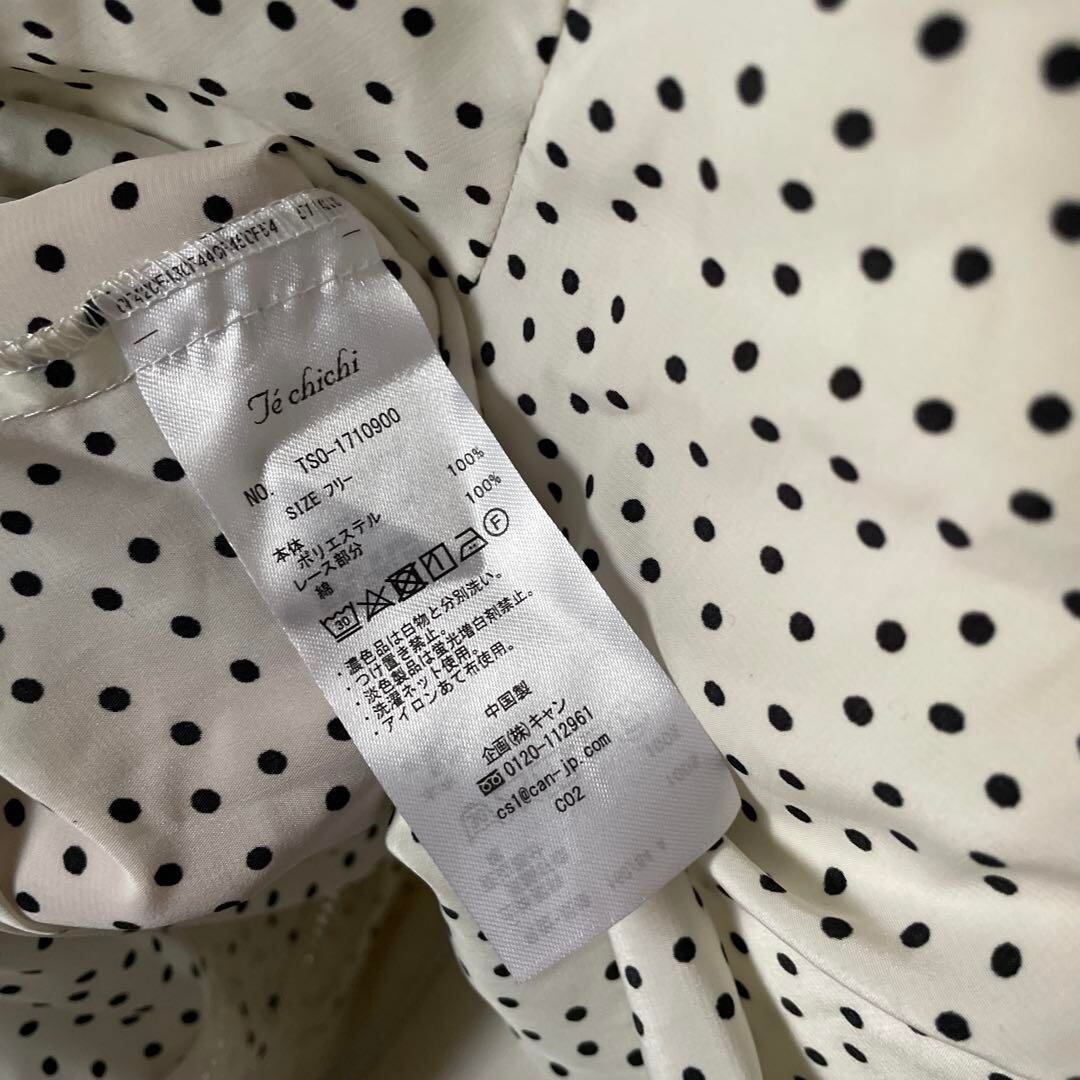 Té chichi
NO. TSO-1710900
SIZE フリー
本体
ポリエステル 100%
レース部分
綿 100%
30 F
・濃色品は白物と分別洗い。
・つけ置き禁止。
・淡色製品は蛍光増白剤禁止。
・洗濯ネット使用。
・アイロンあて布使用。
中国製
企画(株)キャン
0120-112961
cs1@can-jp.com
C02